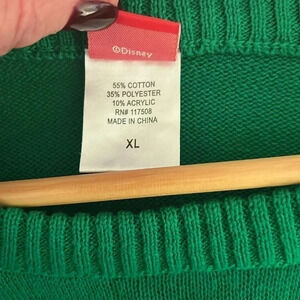 ©Disney
55% COTTON
35% POLYESTER
10% ACRYLIC
RN# 117508
MADE IN CHINA
XL